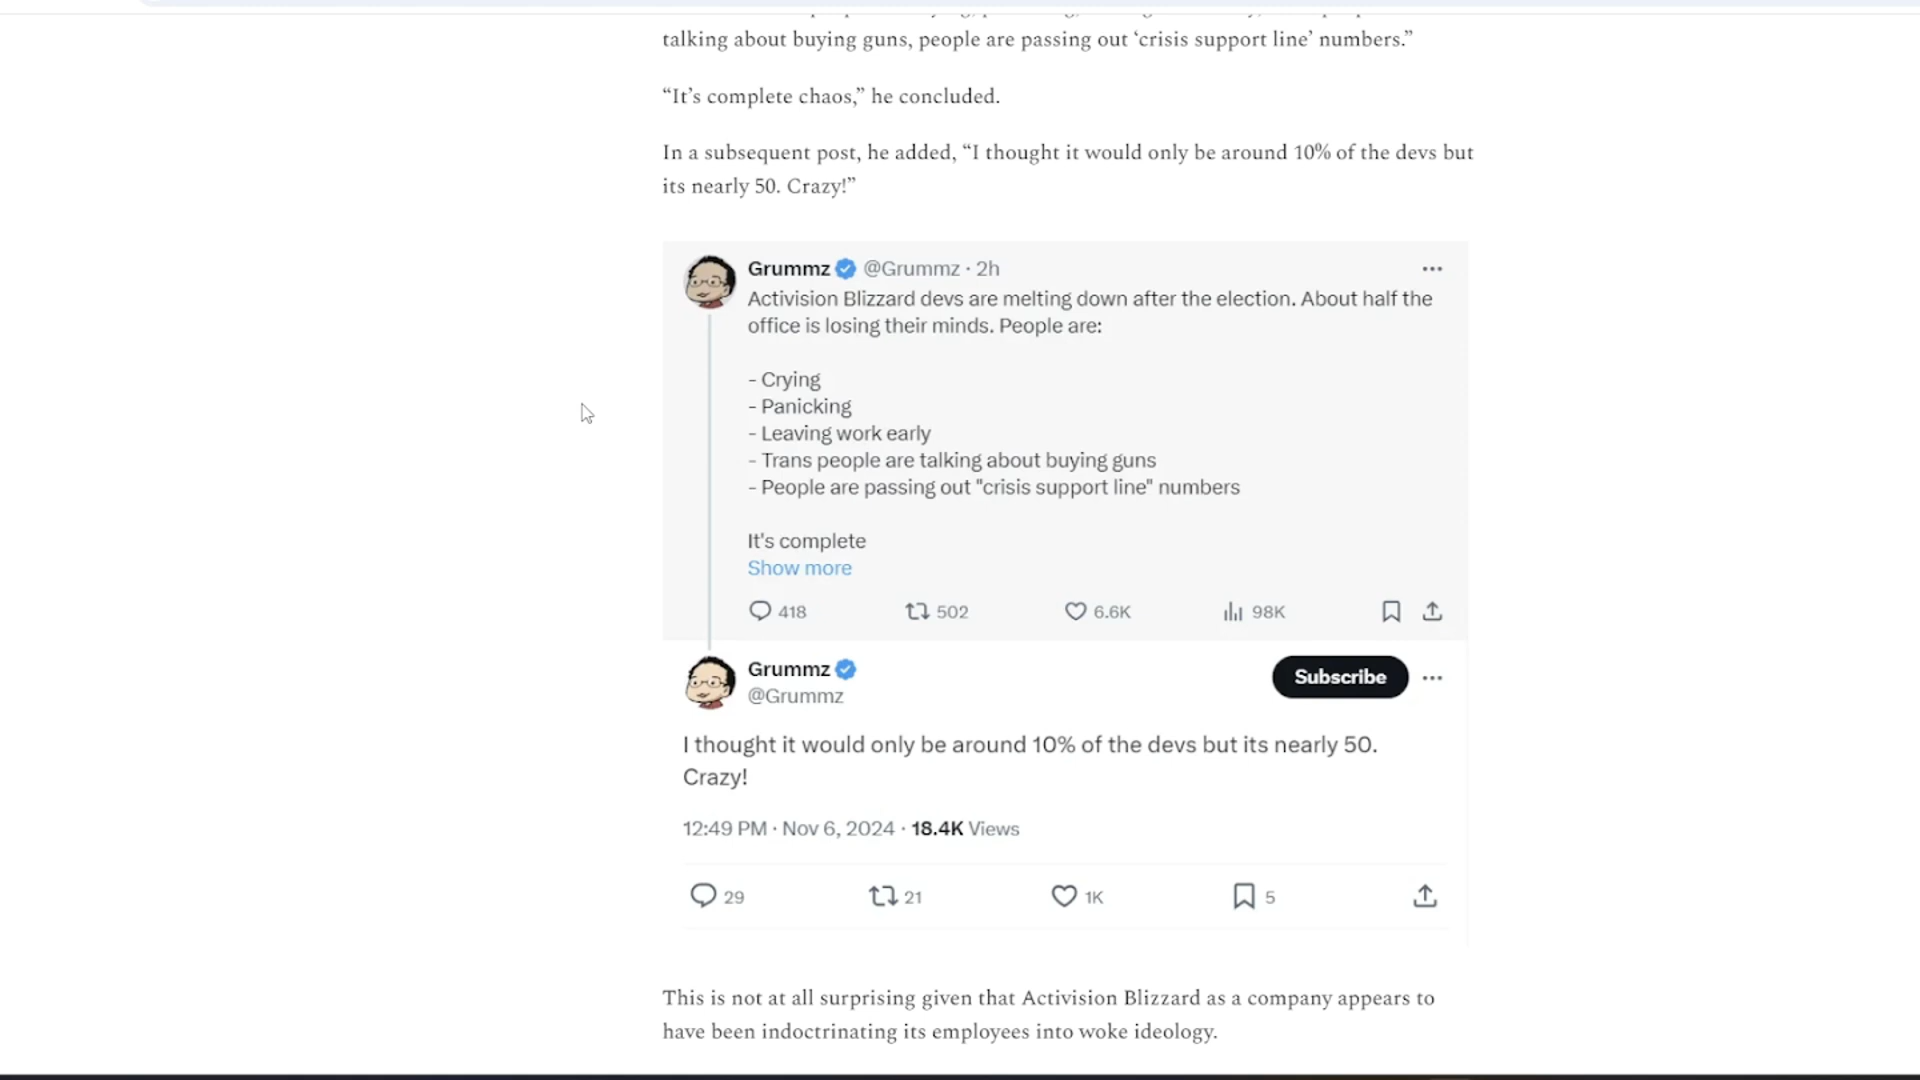 talking about buying guns, people are passing out ‘crisis support line’ numbers.”
“It’s complete chaos,” he concluded.
In a subsequent post, he added, “I thought it would only be around 10% of the devs but
its nearly 50. Crazy!”
Grummz @Grummz · 2h
Activision Blizzard devs are melting down after the election. About half the
office is losing their minds. People are:
- Crying
- Panicking
- Leaving work early
- Trans people are talking about buying guns
- People are passing out "crisis support line" numbers
It's complete
Show more
418 502 6.6K 98K
Grummz
Subscribe
@Grummz
I thought it would only be around 10% of the devs but its nearly 50.
Crazy!
12:49 PM · Nov 6, 2024 · 18.4K Views
29 21 1K 5
This is not at all surprising given that Activision Blizzard as a company appears to
have been indoctrinating its employees into woke ideology.